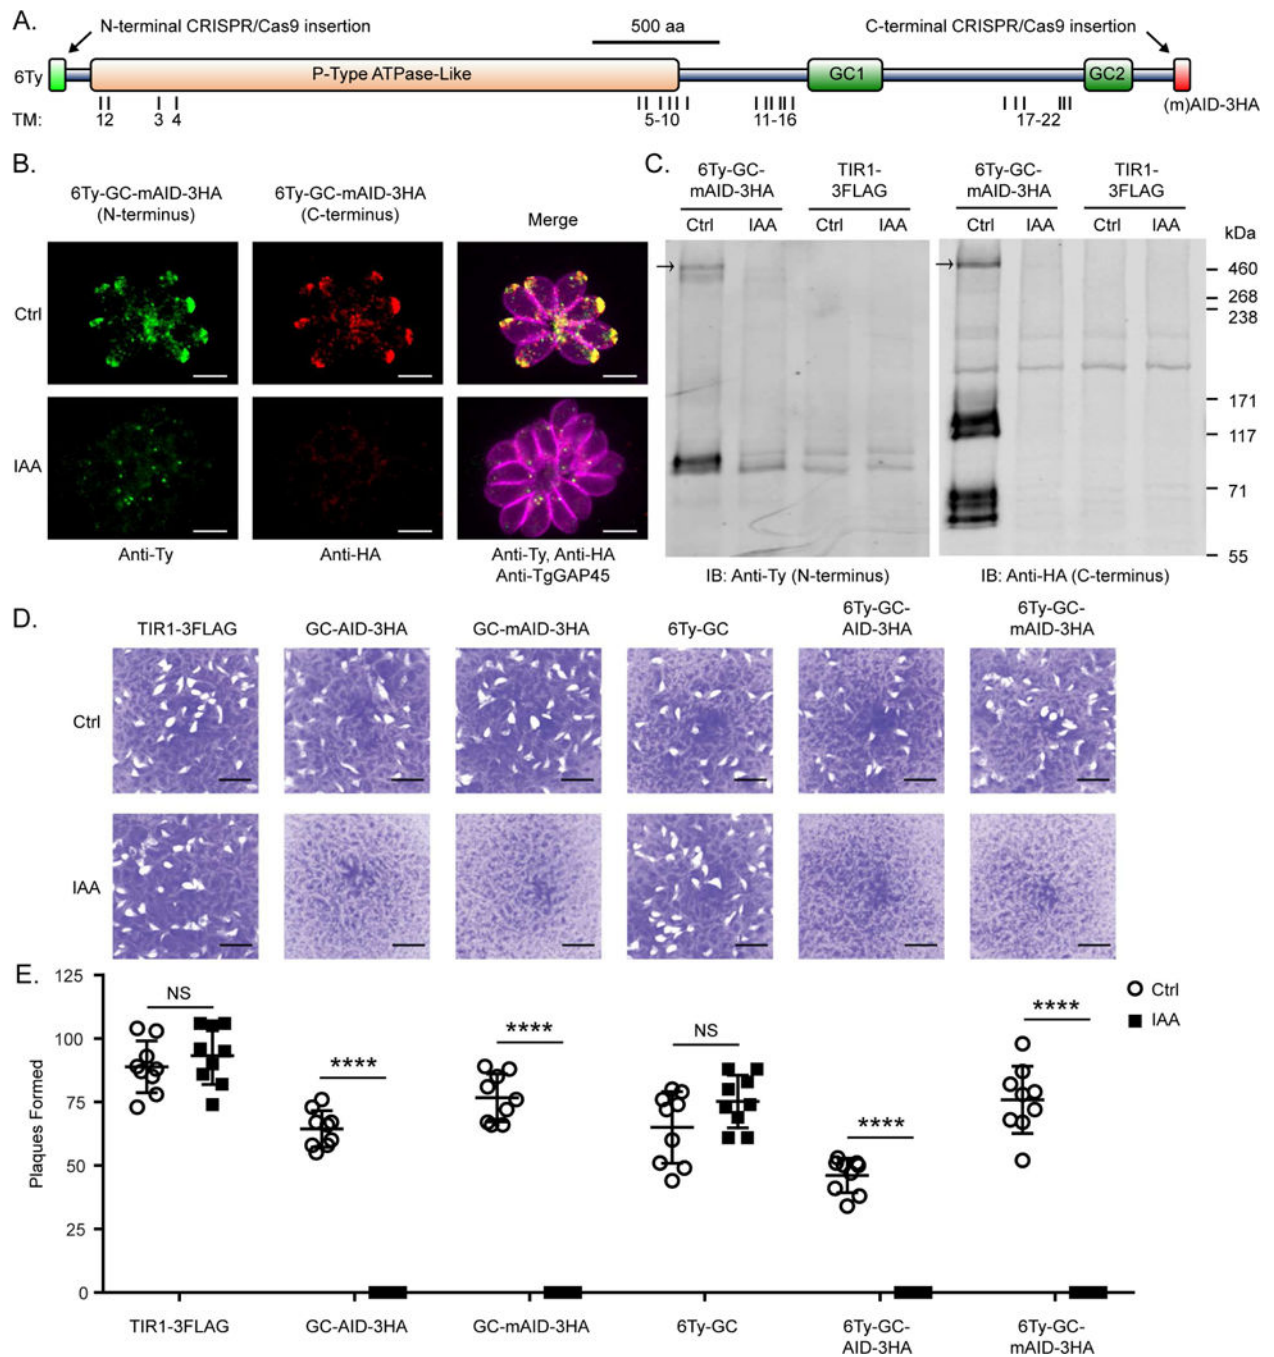 A.
N-terminal CRISPR/Cas9 insertion
500 aa
C-terminal CRISPR/Cas9 insertion
6Ty
P-Type ATPase-Like
GC1
GC2
(m)AID-3HA
TM:
12
3
4
5-10
11-16
17-22
B.
6Ty-GC-mAID-3HA
(N-terminus)
6Ty-GC-mAID-3HA
(C-terminus)
Merge
Ctrl
IAA
Anti-Ty
Anti-HA
Anti-Ty, Anti-HA
Anti-TgGAP45
C.
6Ty-GC-
mAID-3HA
TIR1-
3FLAG
6Ty-GC-
mAID-3HA
TIR1-
3FLAG
Ctrl
IAA
Ctrl
IAA
Ctrl
IAA
Ctrl
IAA
kDa
460
268
238
171
117
71
55
IB: Anti-Ty (N-terminus)
IB: Anti-HA (C-terminus)
D.
TIR1-3FLAG
GC-AID-3HA
GC-mAID-3HA
6Ty-GC
6Ty-GC-
AID-3HA
6Ty-GC-
mAID-3HA
Ctrl
IAA
E.
Plaques Formed
125
100
75
50
25
0
NS
****
****
NS
****
****
Ctrl
IAA
TIR1-3FLAG
GC-AID-3HA
GC-mAID-3HA
6Ty-GC
6Ty-GC-
AID-3HA
6Ty-GC-
mAID-3HA